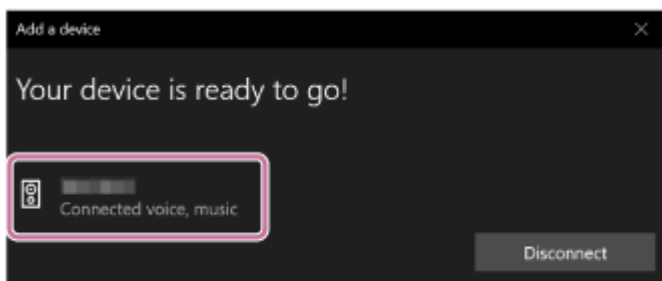 Add a device
Your device is ready to go!
Connected voice, music
Disconnect